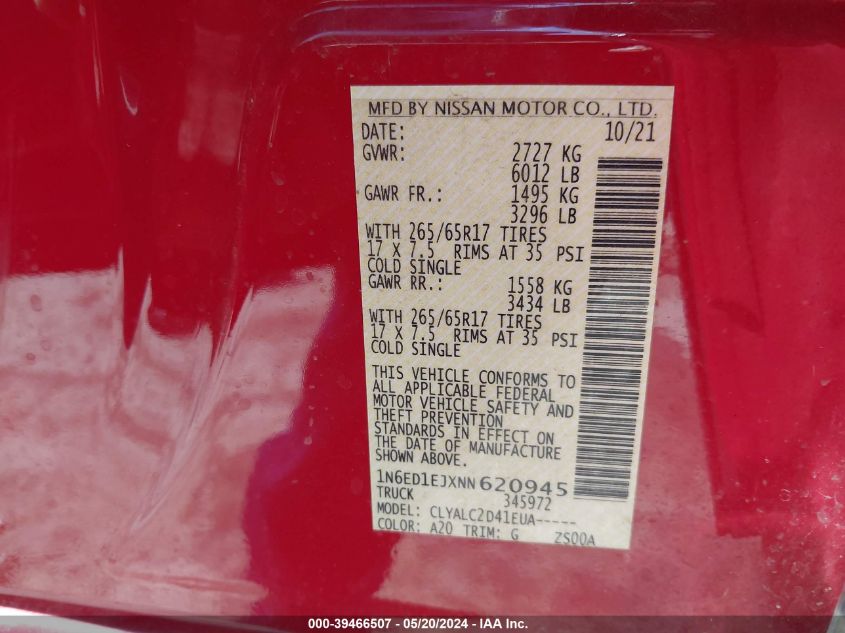 MFD BY NISSAN MOTOR CO., LTD.
DATE: 10/21
GVWR: 2727 KG
6012 LB
GAWR FR.: 1495 KG
3296 LB
WITH 265/65R17 TIRES
17 X 7.5 RIMS AT 35 PSI
COLD SINGLE
GAWR RR.: 1558 KG
3434 LB
WITH 265/65R17 TIRES
17 X 7.5 RIMS AT 35 PSI
COLD SINGLE
THIS VEHICLE CONFORMS TO
ALL APPLICABLE FEDERAL
MOTOR VEHICLE SAFETY AND
THEFT PREVENTION
STANDARDS IN EFFECT ON
THE DATE OF MANUFACTURE
SHOWN ABOVE.
1N6ED1EJXNN620945
TRUCK 345972
MODEL: CLYALC2D41EUA-----
COLOR: A20 TRIM: G ZS00A
000-39466507 - 05/20/2024 - IAA Inc.